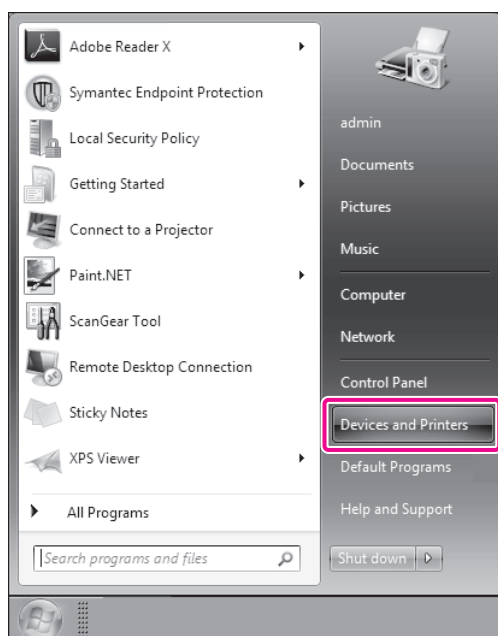 Adobe Reader X
Symantec Endpoint Protection
Local Security Policy
Getting Started
Connect to a Projector
Paint.NET
ScanGear Tool
Remote Desktop Connection
Sticky Notes
XPS Viewer
All Programs
Search programs and files
admin
Documents
Pictures
Music
Computer
Network
Control Panel
Devices and Printers
Default Programs
Help and Support
Shut down